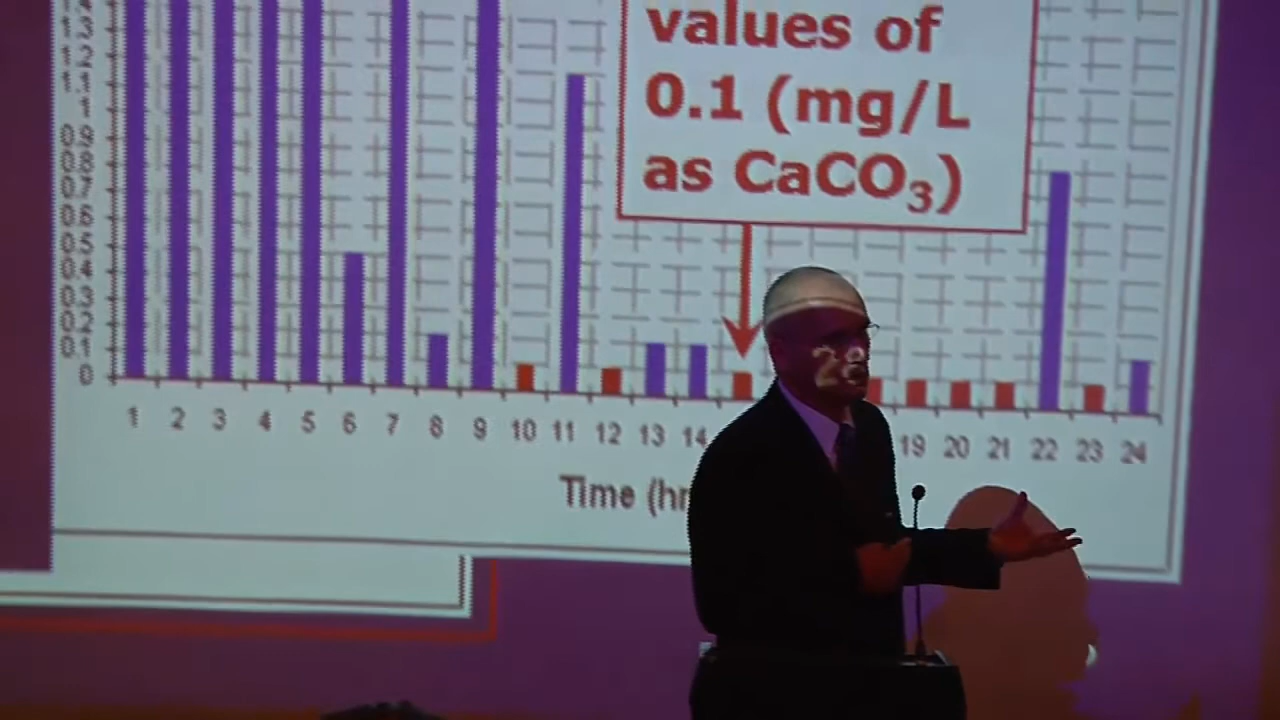 values of
0.1 (mg/L
as CaCO₃)
1.3
1.2
1.1
1
0.9
0.8
0.7
0.6
0.5
0.4
0.3
0.2
0.1
0
1 2 3 4 5 6 7 8 9 10 11 12 13 14 19 20 21 22 23 24
Time (hr